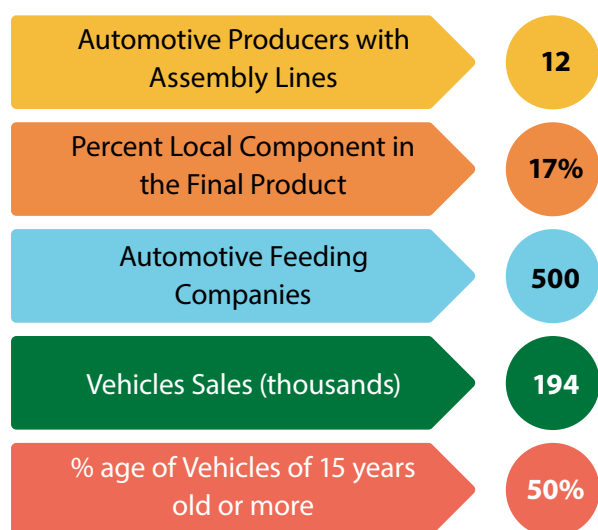 Automotive Producers with
Assembly Lines
12
Percent Local Component in
the Final Product
17%
Automotive Feeding
Companies
500
Vehicles Sales (thousands)
194
% age of Vehicles of 15 years
old or more
50%